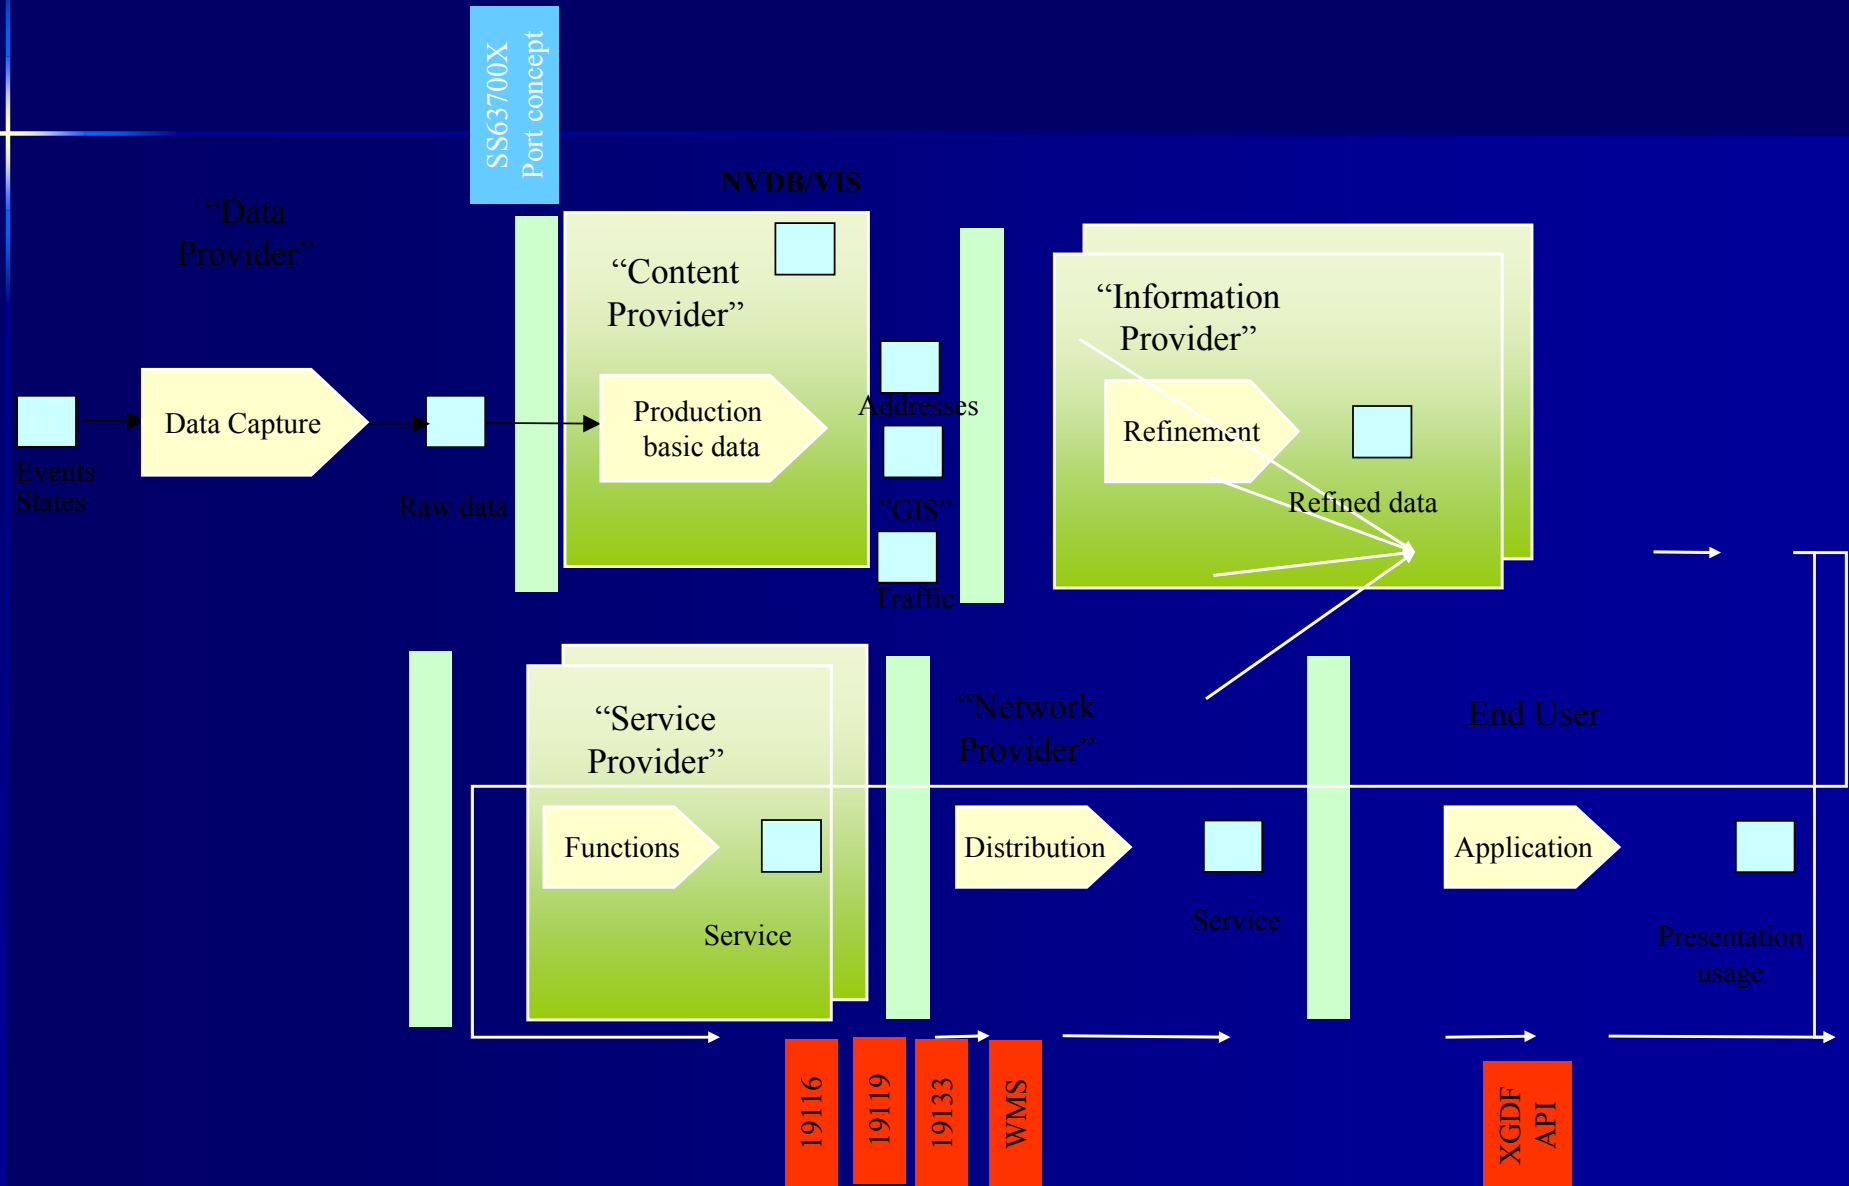 SS63700X
Port concept
NVDB/VIS
“Data
Provider”
“Content
Provider”
“Information
Provider”
Data Capture
Production
basic data
Addresses
Refinement
Events
States
Raw data
”GIS”
Refined data
Traffic
“Service
Provider”
“Network
Provider”
End User
Functions
Distribution
Application
Service
Service
Presentation
usage
19116
19119
19133
WMS
XGDF
API